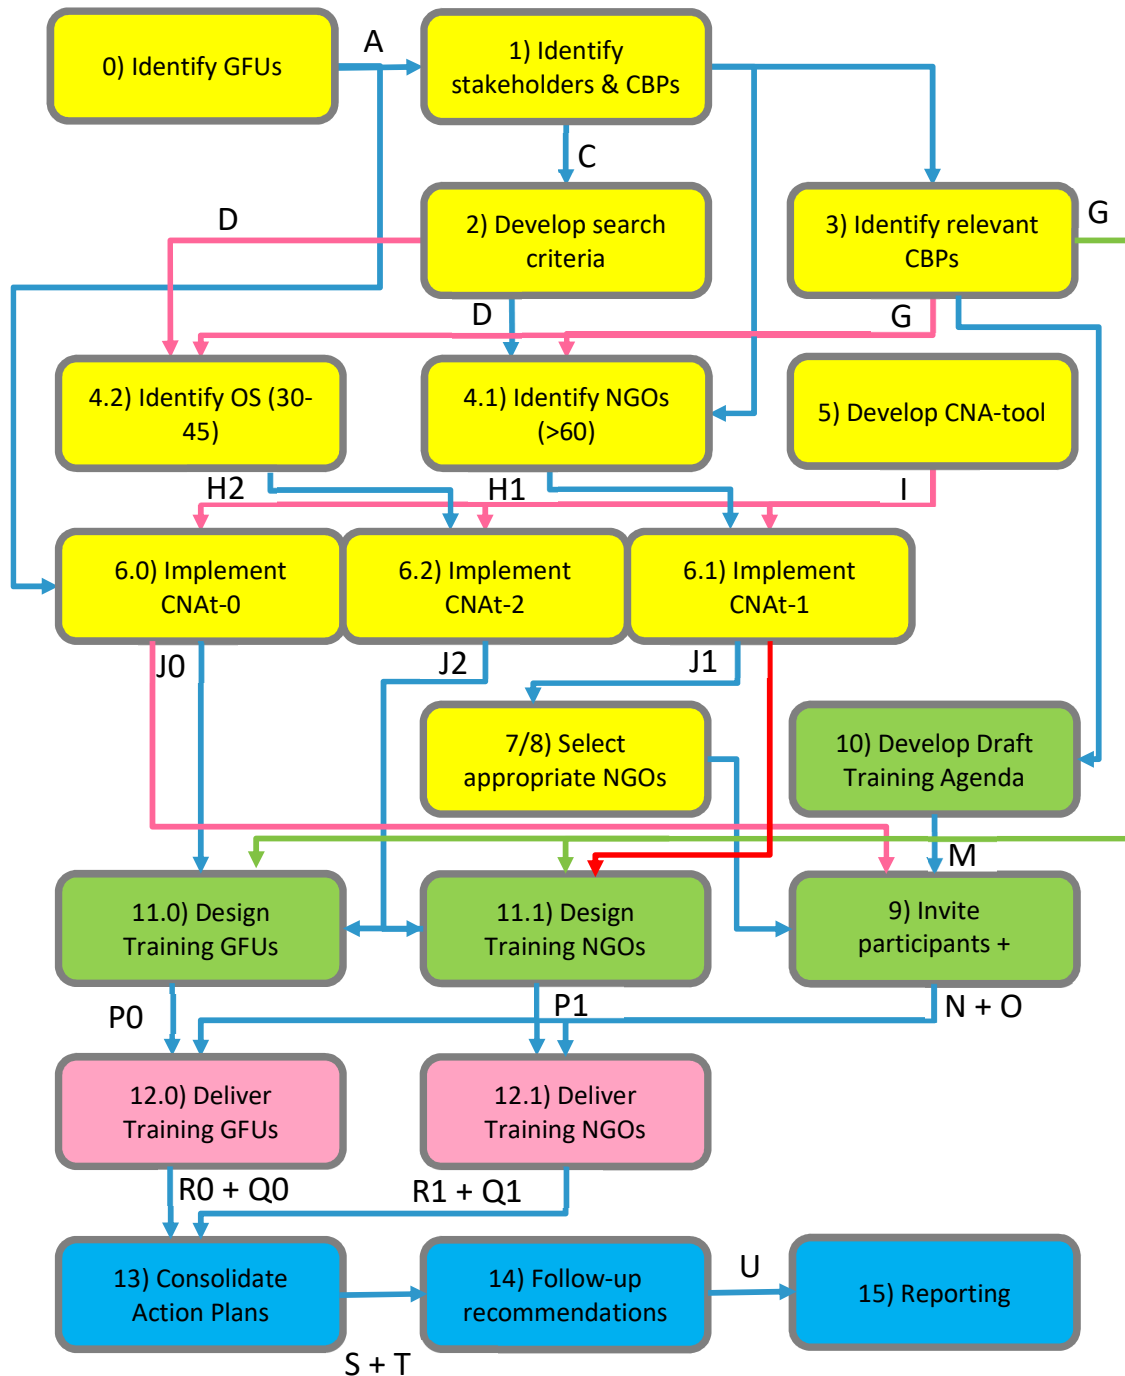 A
0) Identify GFUs
1) Identify
stakeholders & CBPs
C
D
2) Develop search
criteria
3) Identify relevant
CBPs
G
D
G
4.2) Identify OS (30-
45)
4.1) Identify NGOs
(>60)
5) Develop CNA-tool
H2
H1
I
6.0) Implement
CNAt-0
6.2) Implement
CNAt-2
6.1) Implement
CNAt-1
J0
J2
J1
7/8) Select
appropriate NGOs
10) Develop Draft
Training Agenda
M
11.0) Design
Training GFUs
11.1) Design
Training NGOs
9) Invite
participants +
P0
P1
N + O
12.0) Deliver
Training GFUs
12.1) Deliver
Training NGOs
R0 + Q0
R1 + Q1
13) Consolidate
Action Plans
14) Follow-up
recommendations
U
15) Reporting
S + T